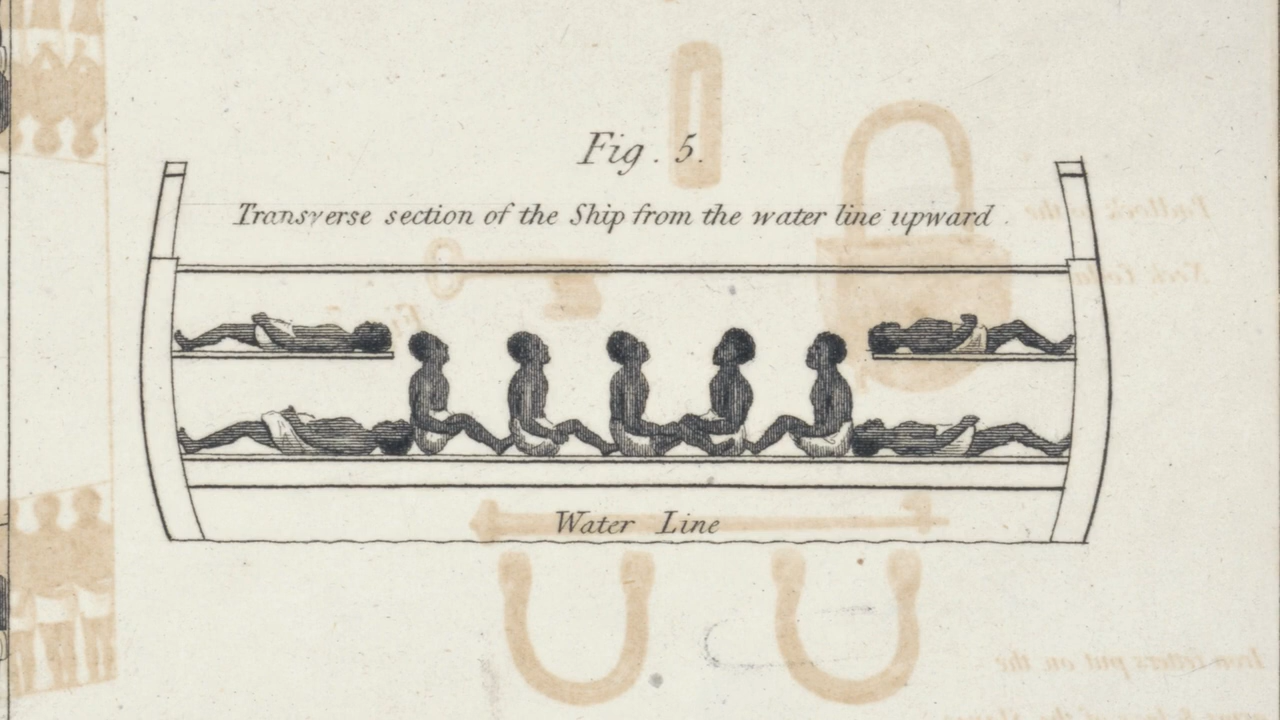 Fig. 5.
Transverse section of the Ship from the water line upward.
Water Line